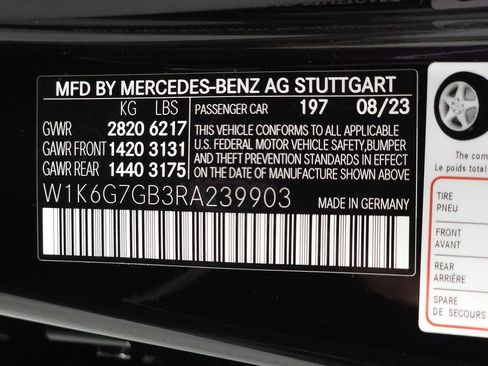 MFD BY MERCEDES-BENZ AG STUTTGART
KG LBS
GVWR 2820 6217
GAWR FRONT 1420 3131
GAWR REAR 1440 3175
PASSENGER CAR 197 08/23
THIS VEHICLE CONFORMS TO ALL APPLICABLE
U.S. FEDERAL MOTOR VEHICLE SAFETY, BUMPER
AND THEFT PREVENTION STANDARDS IN EFFECT
ON THE DATE OF MANUFACTURE SHOWN ABOVE
W1K6G7GB3RA239903
MADE IN GERMANY
The com
Le poids total
TIRE
PNEU
FRONT
AVANT
REAR
ARRIÈRE
SPARE
DE SECOURS